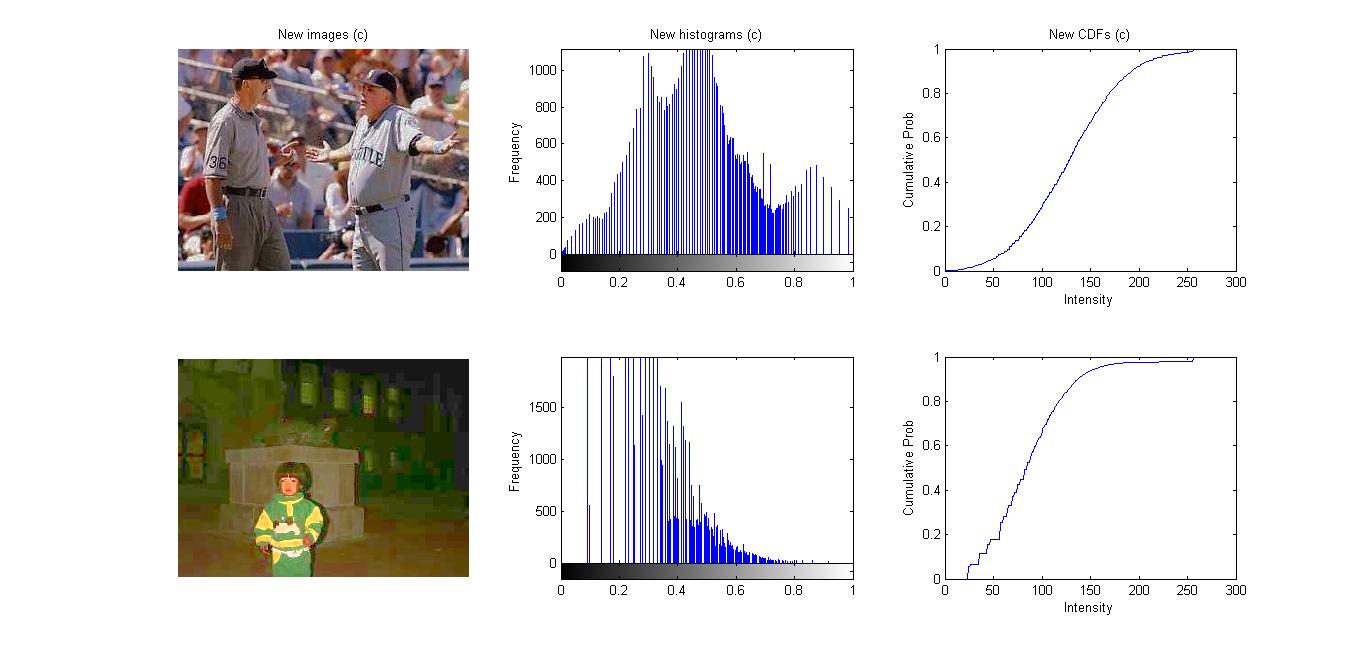 New images (c)
New histograms (c)
New CDFs (c)
36
TTLE
Frequency
1000
800
600
400
200
0
0 0.2 0.4 0.6 0.8 1
Cumulative Prob
1
0.8
0.6
0.4
0.2
0
0 50 100 150 200 250 300
Intensity
Frequency
1500
1000
500
0
0 0.2 0.4 0.6 0.8 1
Cumulative Prob
1
0.8
0.6
0.4
0.2
0
0 50 100 150 200 250 300
Intensity